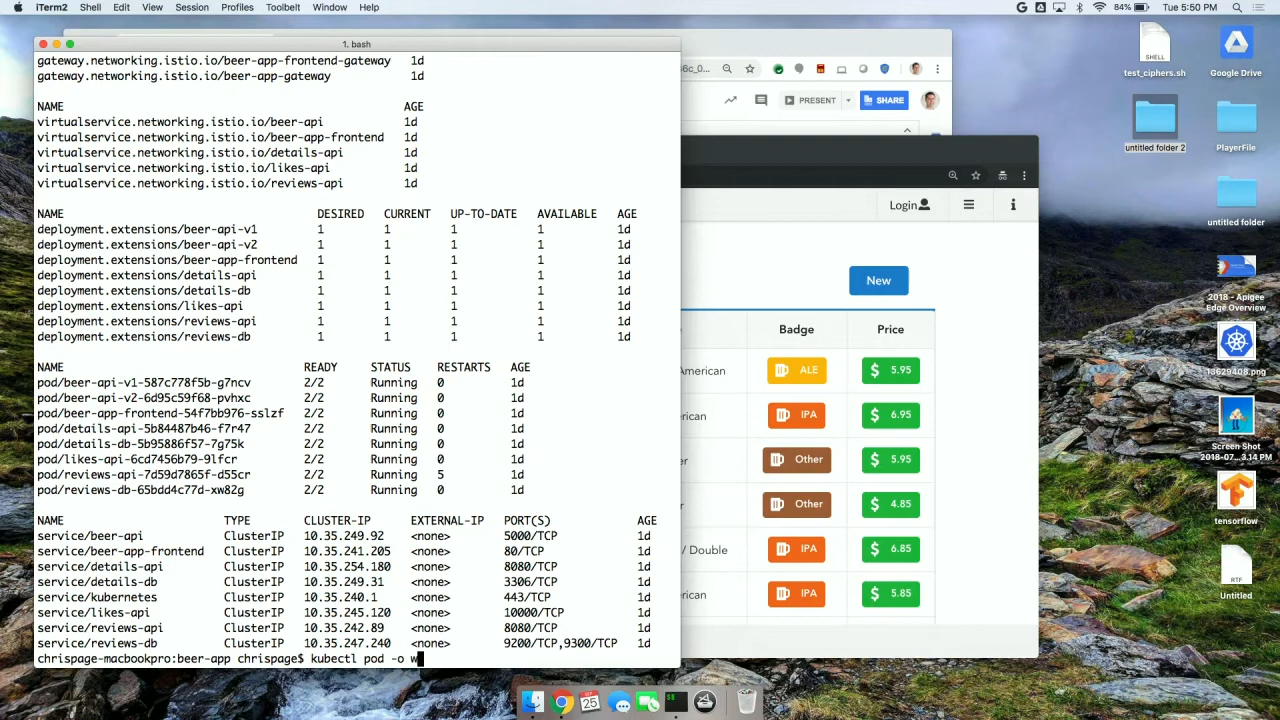 iTerm2 Shell Edit View Session Profiles Toolbelt Window Help 84% Tue 5:50 PM
1. bash
gateway.networking.istio.io/beer-app-frontend-gateway 1d
gateway.networking.istio.io/beer-app-gateway 1d
NAME AGE
virtualservice.networking.istio.io/beer-api 1d
virtualservice.networking.istio.io/beer-app-frontend 1d
virtualservice.networking.istio.io/details-api 1d
virtualservice.networking.istio.io/likes-api 1d
virtualservice.networking.istio.io/reviews-api 1d
NAME DESIRED CURRENT UP-TO-DATE AVAILABLE AGE
deployment.extensions/beer-api-v1 1 1 1 1 1d
deployment.extensions/beer-api-v2 1 1 1 1 1d
deployment.extensions/beer-app-frontend 1 1 1 1 1d
deployment.extensions/details-api 1 1 1 1 1d
deployment.extensions/details-db 1 1 1 1 1d
deployment.extensions/likes-api 1 1 1 1 1d
deployment.extensions/reviews-api 1 1 1 1 1d
deployment.extensions/reviews-db 1 1 1 1 1d
NAME READY STATUS RESTARTS AGE
pod/beer-api-v1-587c778f5b-g7ncv 2/2 Running 0 1d
pod/beer-api-v2-6d95c59f68-pvhxc 2/2 Running 0 1d
pod/beer-app-frontend-54f7bb976-sslzf 2/2 Running 0 1d
pod/details-api-5b84487b46-f7r47 2/2 Running 0 1d
pod/details-db-5b95886f57-7g75k 2/2 Running 0 1d
pod/likes-api-6cd7456b79-9lfcr 2/2 Running 0 1d
pod/reviews-api-7d59d7865f-d55cr 2/2 Running 5 1d
pod/reviews-db-65bdd4c77d-xw82g 2/2 Running 0 1d
NAME TYPE CLUSTER-IP EXTERNAL-IP PORT(S) AGE
service/beer-api ClusterIP 10.35.249.92 <none> 5000/TCP 1d
service/beer-app-frontend ClusterIP 10.35.241.205 <none> 80/TCP 1d
service/details-api ClusterIP 10.35.254.180 <none> 8080/TCP 1d
service/details-db ClusterIP 10.35.249.31 <none> 3306/TCP 1d
service/kubernetes ClusterIP 10.35.240.1 <none> 443/TCP 1d
service/likes-api ClusterIP 10.35.245.120 <none> 10000/TCP 1d
service/reviews-api ClusterIP 10.35.242.89 <none> 8080/TCP 1d
service/reviews-db ClusterIP 10.35.247.240 <none> 9200/TCP,9300/TCP 1d
chrispage-macbookpro:beer-app chrispage$ kubectl pod -o w
6c_0...
PRESENT SHARE
Login
New
Badge Price
American ALE $ 5.95
rican IPA $ 6.95
er Other $ 5.95
r Other $ 4.85
/ Double IPA $ 6.85
rican IPA $ 5.85
SHELL
test_ciphers.sh
Google Drive
untitled folder 2
PlayerFile
untitled folder
2018 - Apigee
Edge Overview
13629408.png
Screen Shot
2018-07...3.14 PM
tensorflow
RTF
Untitled
SEP
25
$$